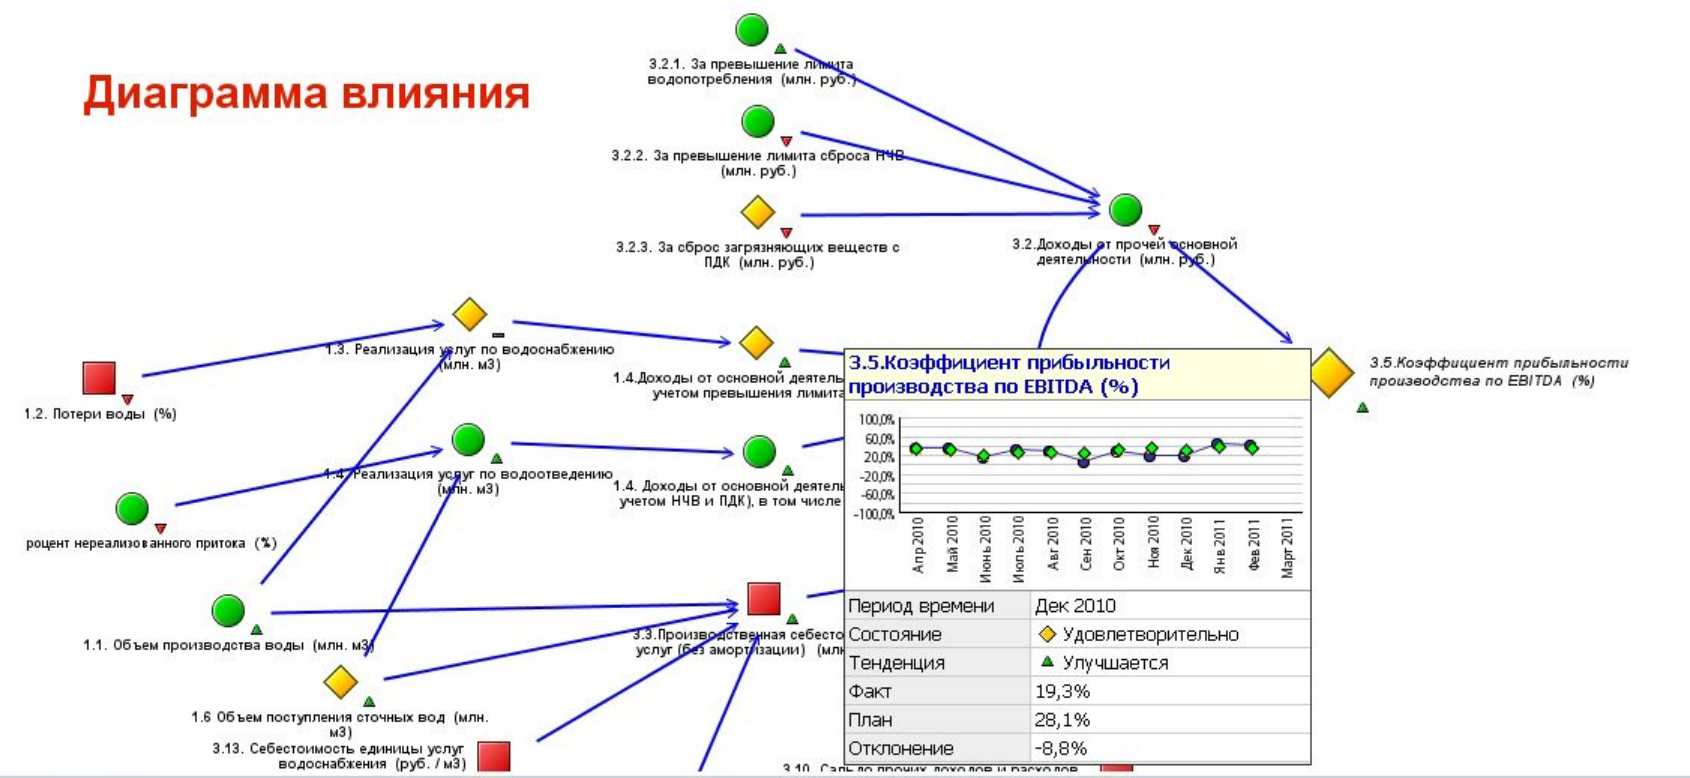 Диаграмма влияния
3.2.1. За превышение лимита
водопотребления (млн. руб.)
3.2.2. За превышение лимита сброса НЧВ
(млн. руб.)
3.2.3. За сброс загрязняющих веществ с
ПДК (млн. руб.)
3.2.Доходы от прочей основной
деятельности (млн. руб.)
1.3. Реализация услуг по водоснабжению
(млн. м3)
1.2. Потери воды (%)
1.4.Доходы от основной деятель
учетом превышения лимита
3.5.Коэффициент прибыльности
производства по EBITDA (%)
1.4. Реализация услуг по водоотведению
(млн. м3)
1.4. Доходы от основной деятель
учетом НЧВ и ПДК), в том числе
роцент нереализованного притока (%)
1.1. Объем производства воды (млн. м3)
3.3.Производственная себесто
услуг (без амортизации) (млн
1.6 Объем поступления сточных вод (млн.
м3)
3.13. Себестоимость единицы услуг
водоснабжения (руб. / м3)
3.10. Сальдо прочих доходов и расходов
3.5.Коэффициент прибыльности
производства по EBITDA (%)
100,0%
60,0%
20,0%
-20,0%
-60,0%
-100,0%
Апр 2010
Май 2010
Июнь 2010
Июль 2010
Авг 2010
Сен 2010
Окт 2010
Ноя 2010
Дек 2010
Янв 2011
Фев 2011
Март 2011
Период времени Дек 2010
Состояние Удовлетворительно
Тенденция Улучшается
Факт 19,3%
План 28,1%
Отклонение -8,8%